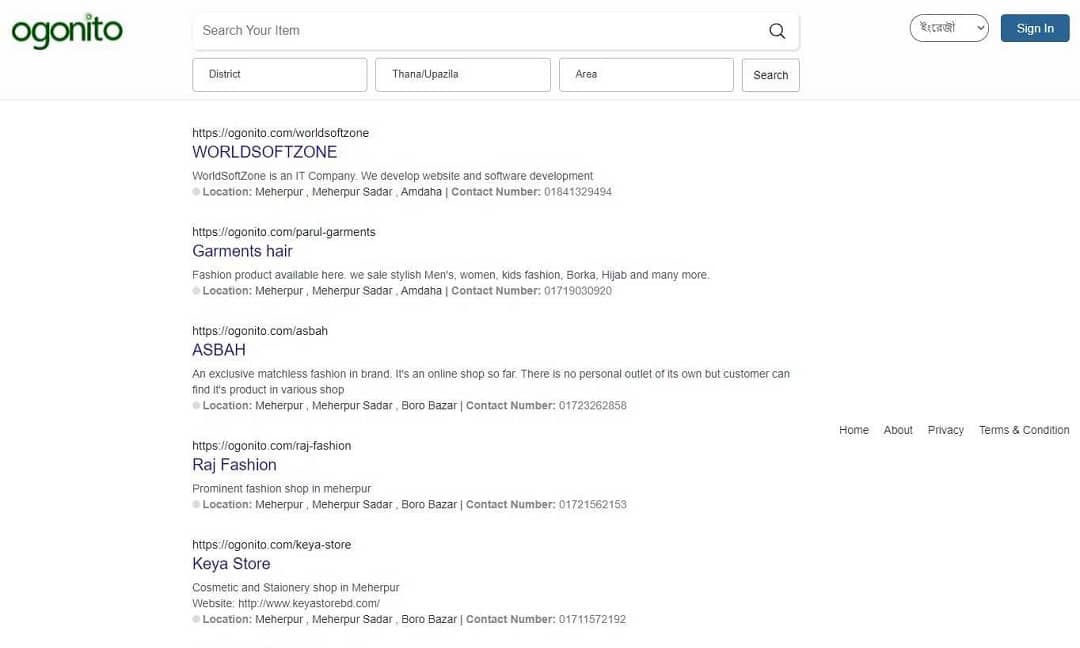 ogonito
Search Your Item
ইংরেজী
Sign In
District
Thana/Upazila
Area
Search
https://ogonito.com/worldsoftzone
WORLDSOFTZONE
WorldSoftZone is an IT Company. We develop website and software development
Location: Meherpur , Meherpur Sadar , Amdaha | Contact Number: 01841329494
https://ogonito.com/parul-garments
Garments hair
Fashion product available here. we sale stylish Men's, women, kids fashion, Borka, Hijab and many more.
Location: Meherpur , Meherpur Sadar , Amdaha | Contact Number: 01719030920
https://ogonito.com/asbah
ASBAH
An exclusive matchless fashion in brand. It's an online shop so far. There is no personal outlet of its own but customer can
find it's product in various shop
Location: Meherpur , Meherpur Sadar , Boro Bazar | Contact Number: 01723262858
Home
About
Privacy
Terms & Condition
https://ogonito.com/raj-fashion
Raj Fashion
Prominent fashion shop in meherpur
Location: Meherpur , Meherpur Sadar , Boro Bazar | Contact Number: 01721562153
https://ogonito.com/keya-store
Keya Store
Cosmetic and Staionery shop in Meherpur
Website: http://www.keyastorebd.com/
Location: Meherpur , Meherpur Sadar , Boro Bazar | Contact Number: 01711572192